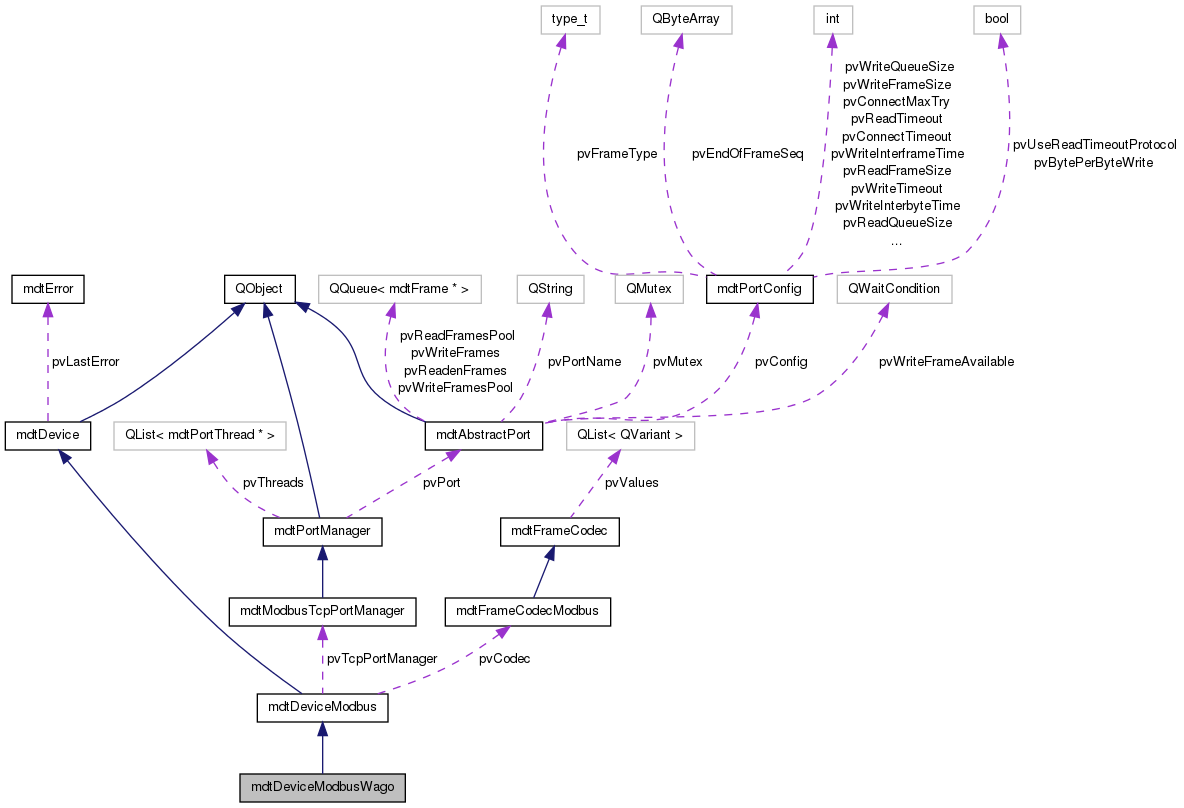 type_t
QByteArray
int
bool
pvFrameType
pvEndOfFrameSeq
pvWriteQueueSize
pvWriteFrameSize
pvConnectMaxTry
pvReadTimeout
pvConnectTimeout
pvWriteInterframeTime
pvReadFrameSize
pvWriteTimeout
pvWriteInterbyteTime
pvReadQueueSize
...
pvUseReadTimeoutProtocol
pvBytePerByteWrite
mdtError
QObject
QQueue< mdtFrame * >
QString
QMutex
mdtPortConfig
QWaitCondition
pvLastError
pvReadFramesPool
pvWriteFrames
pvReadenFrames
pvWriteFramesPool
pvPortName
pvMutex
pvConfig
pvWriteFrameAvailable
mdtDevice
QList< mdtPortThread * >
mdtAbstractPort
QList< QVariant >
pvThreads
pvPort
pvValues
mdtPortManager
mdtFrameCodec
mdtModbusTcpPortManager
mdtFrameCodecModbus
pvTcpPortManager
pvCodec
mdtDeviceModbus
mdtDeviceModbusWago